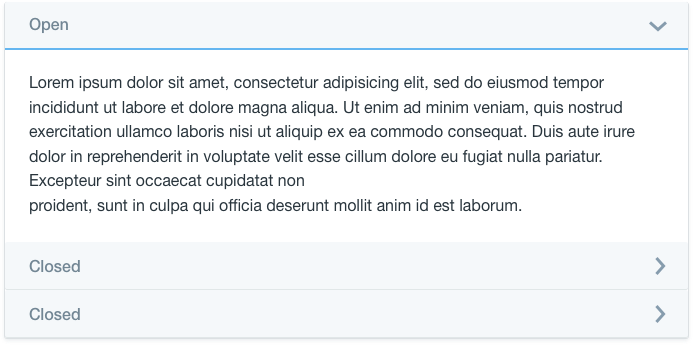 Open
Lorem ipsum dolor sit amet, consectetur adipisicing elit, sed do eiusmod tempor
incididunt ut labore et dolore magna aliqua. Ut enim ad minim veniam, quis nostrud
exercitation ullamco laboris nisi ut aliquip ex ea commodo consequat. Duis aute irure
dolor in reprehenderit in voluptate velit esse cillum dolore eu fugiat nulla pariatur.
Excepteur sint occaecat cupidatat non
proident, sunt in culpa qui officia deserunt mollit anim id est laborum.
Closed
Closed